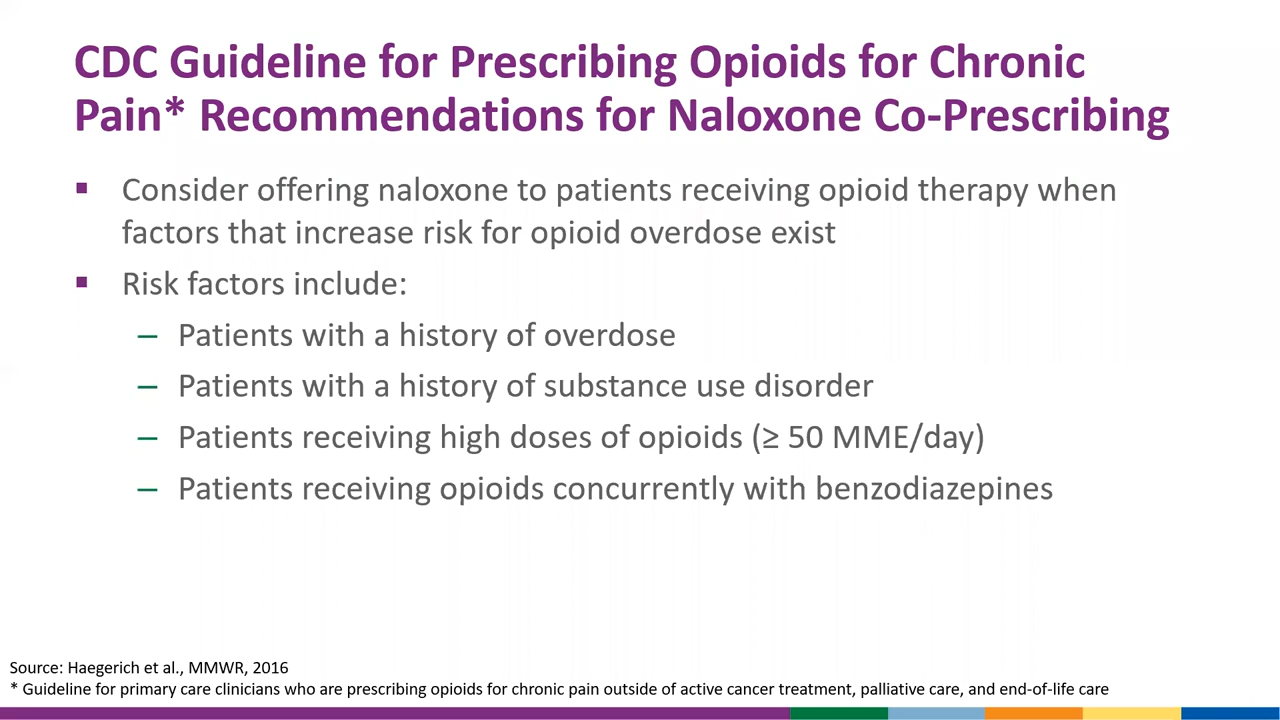 CDC Guideline for Prescribing Opioids for Chronic
Pain* Recommendations for Naloxone Co-Prescribing
▪ Consider offering naloxone to patients receiving opioid therapy when
factors that increase risk for opioid overdose exist
▪ Risk factors include:
– Patients with a history of overdose
– Patients with a history of substance use disorder
– Patients receiving high doses of opioids (≥ 50 MME/day)
– Patients receiving opioids concurrently with benzodiazepines
Source: Haegerich et al., MMWR, 2016
* Guideline for primary care clinicians who are prescribing opioids for chronic pain outside of active cancer treatment, palliative care, and end-of-life care